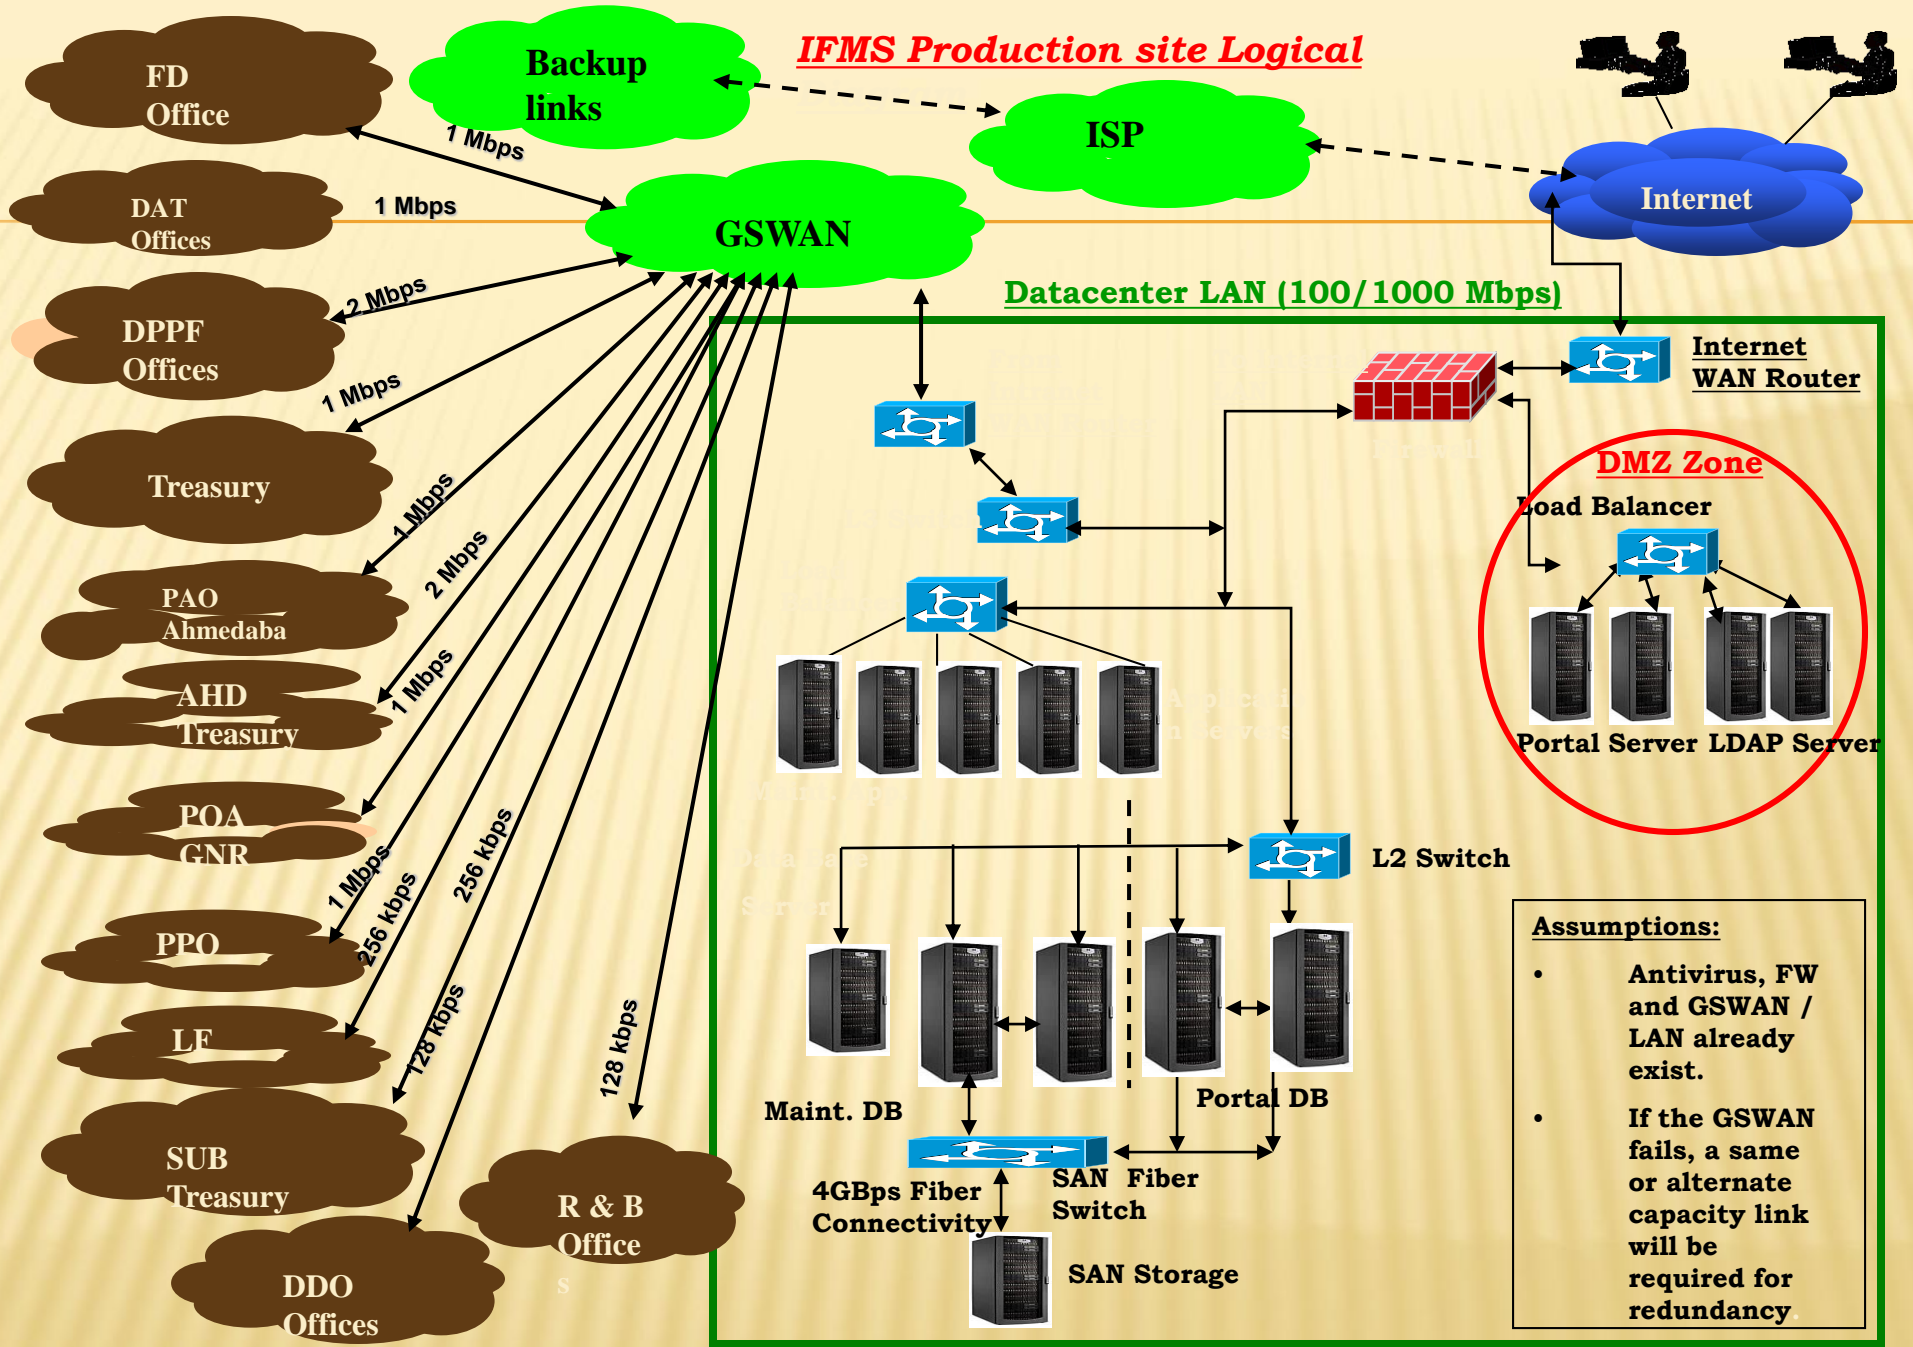 IFMS Production site Logical
FD
Office
Backup
links
ISP
Internet
1 Mbps
DAT
Offices
1 Mbps
GSWAN
2 Mbps
DPPF
Offices
Datacenter LAN (100/1000 Mbps)
Internet
WAN Router
1 Mbps
Treasury
1 Mbps
DMZ Zone
Load Balancer
PAO
Ahmedaba
2 Mbps
AHD
Treasury
1 Mbps
Portal Server
LDAP Server
POA
GNR
1 Mbps
256 kbps
L2 Switch
PPO
256 kbps
LF
128 kbps
128 kbps
Maint. DB
Portal DB
SUB
Treasury
R & B
Office
s
4GBps Fiber
Connectivity
SAN Fiber
Switch
SAN Storage
DDO
Offices
Assumptions:
• Antivirus, FW
and GSWAN /
LAN already
exist.
• If the GSWAN
fails, a same
or alternate
capacity link
will be
required for
redundancy.